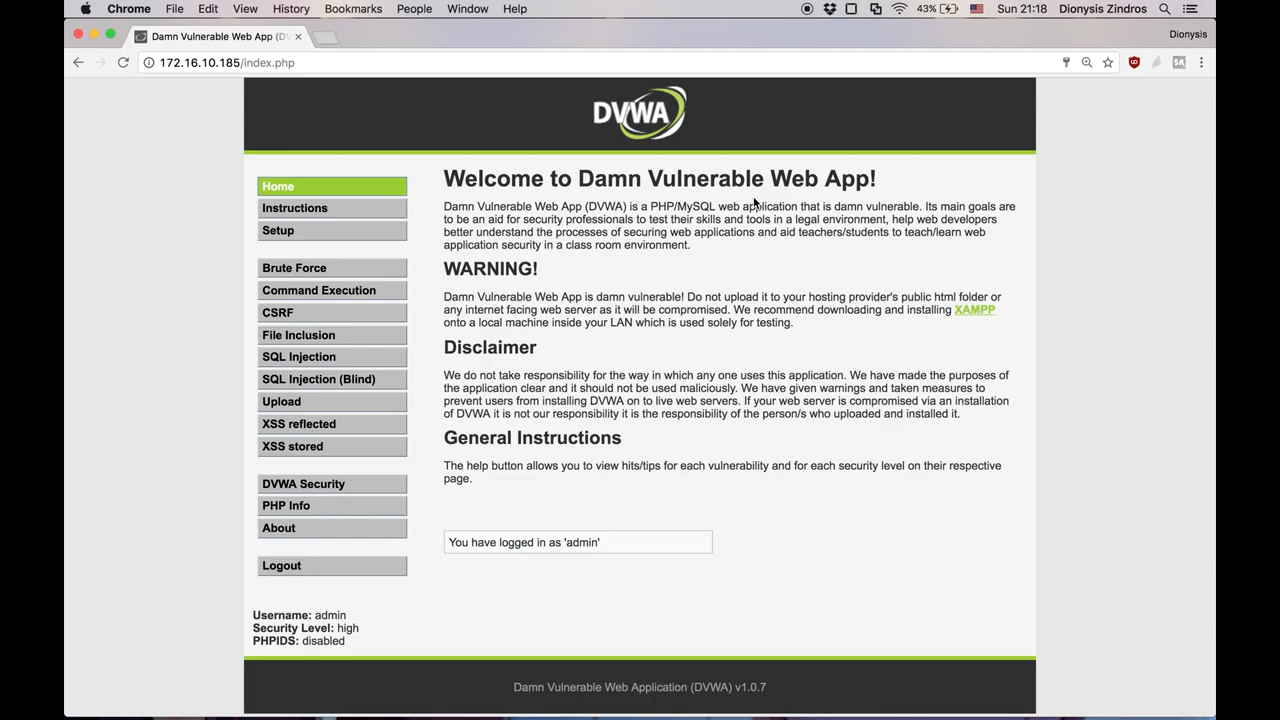 Chrome File Edit View History Bookmarks People Window Help 43% Sun 21:18 Dionysis Zindros
Damn Vulnerable Web App (DV
Dionysis
172.16.10.185/index.php
DVWA
Home
Instructions
Setup
Brute Force
Command Execution
CSRF
File Inclusion
SQL Injection
SQL Injection (Blind)
Upload
XSS reflected
XSS stored
DVWA Security
PHP Info
About
Logout
Username: admin
Security Level: high
PHPIDS: disabled
Welcome to Damn Vulnerable Web App!
Damn Vulnerable Web App (DVWA) is a PHP/MySQL web application that is damn vulnerable. Its main goals are
to be an aid for security professionals to test their skills and tools in a legal environment, help web developers
better understand the processes of securing web applications and aid teachers/students to teach/learn web
application security in a class room environment.
WARNING!
Damn Vulnerable Web App is damn vulnerable! Do not upload it to your hosting provider's public html folder or
any internet facing web server as it will be compromised. We recommend downloading and installing XAMPP
onto a local machine inside your LAN which is used solely for testing.
Disclaimer
We do not take responsibility for the way in which any one uses this application. We have made the purposes of
the application clear and it should not be used maliciously. We have given warnings and taken measures to
prevent users from installing DVWA on to live web servers. If your web server is compromised via an installation
of DVWA it is not our responsibility it is the responsibility of the person/s who uploaded and installed it.
General Instructions
The help button allows you to view hits/tips for each vulnerability and for each security level on their respective
page.
You have logged in as 'admin'
Damn Vulnerable Web Application (DVWA) v1.0.7